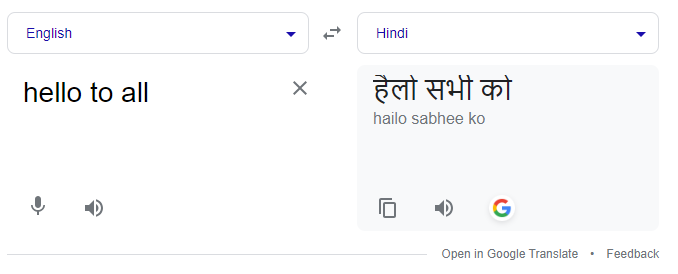 English
Hindi
hello to all
हैलो सभी को
hailo sabhee ko
Open in Google Translate • Feedback